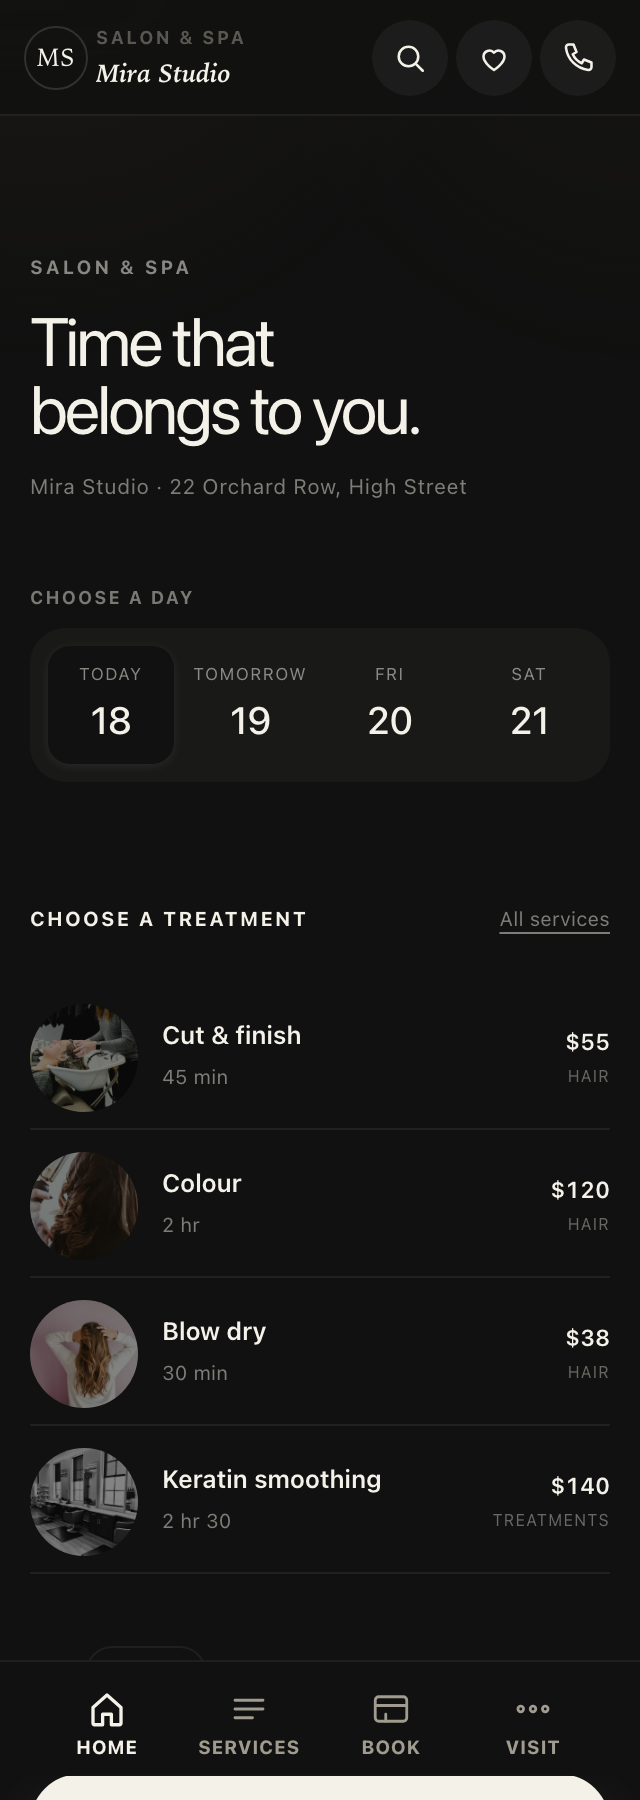 MS
SALON & SPA
Mira Studio
SALON & SPA
Time that
belongs to you.
Mira Studio · 22 Orchard Row, High Street
CHOOSE A DAY
TODAY TOMORROW FRI SAT
18 19 20 21
CHOOSE A TREATMENT All services
Cut & finish $55
45 min HAIR
Colour $120
2 hr HAIR
Blow dry $38
30 min HAIR
Keratin smoothing $140
2 hr 30 TREATMENTS
HOME SERVICES BOOK VISIT